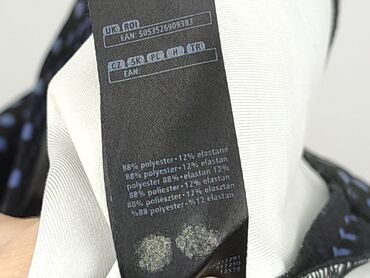 UK ROI
EAN: 5053526909383
CZ SK PL H TR
EAN:
88% polyester • 12% elastane
88% polyester • 12% elastan
polyester 88% • elastan 12%
88% poliester • 12% elastan
88% poliészter • 12% elasztán
%88 polyester • %12 elastan